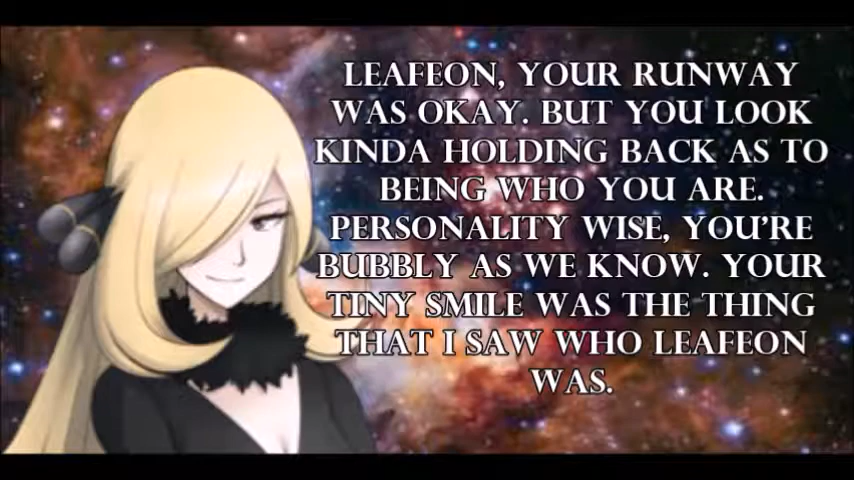 LEAFEON, YOUR RUNWAY
WAS OKAY. BUT YOU LOOK
KINDA HOLDING BACK AS TO
BEING WHO YOU ARE.
PERSONALITY WISE, YOU'RE
BUBBLY AS WE KNOW. YOUR
TINY SMILE WAS THE THING
THAT I SAW WHO LEAFEON
WAS.